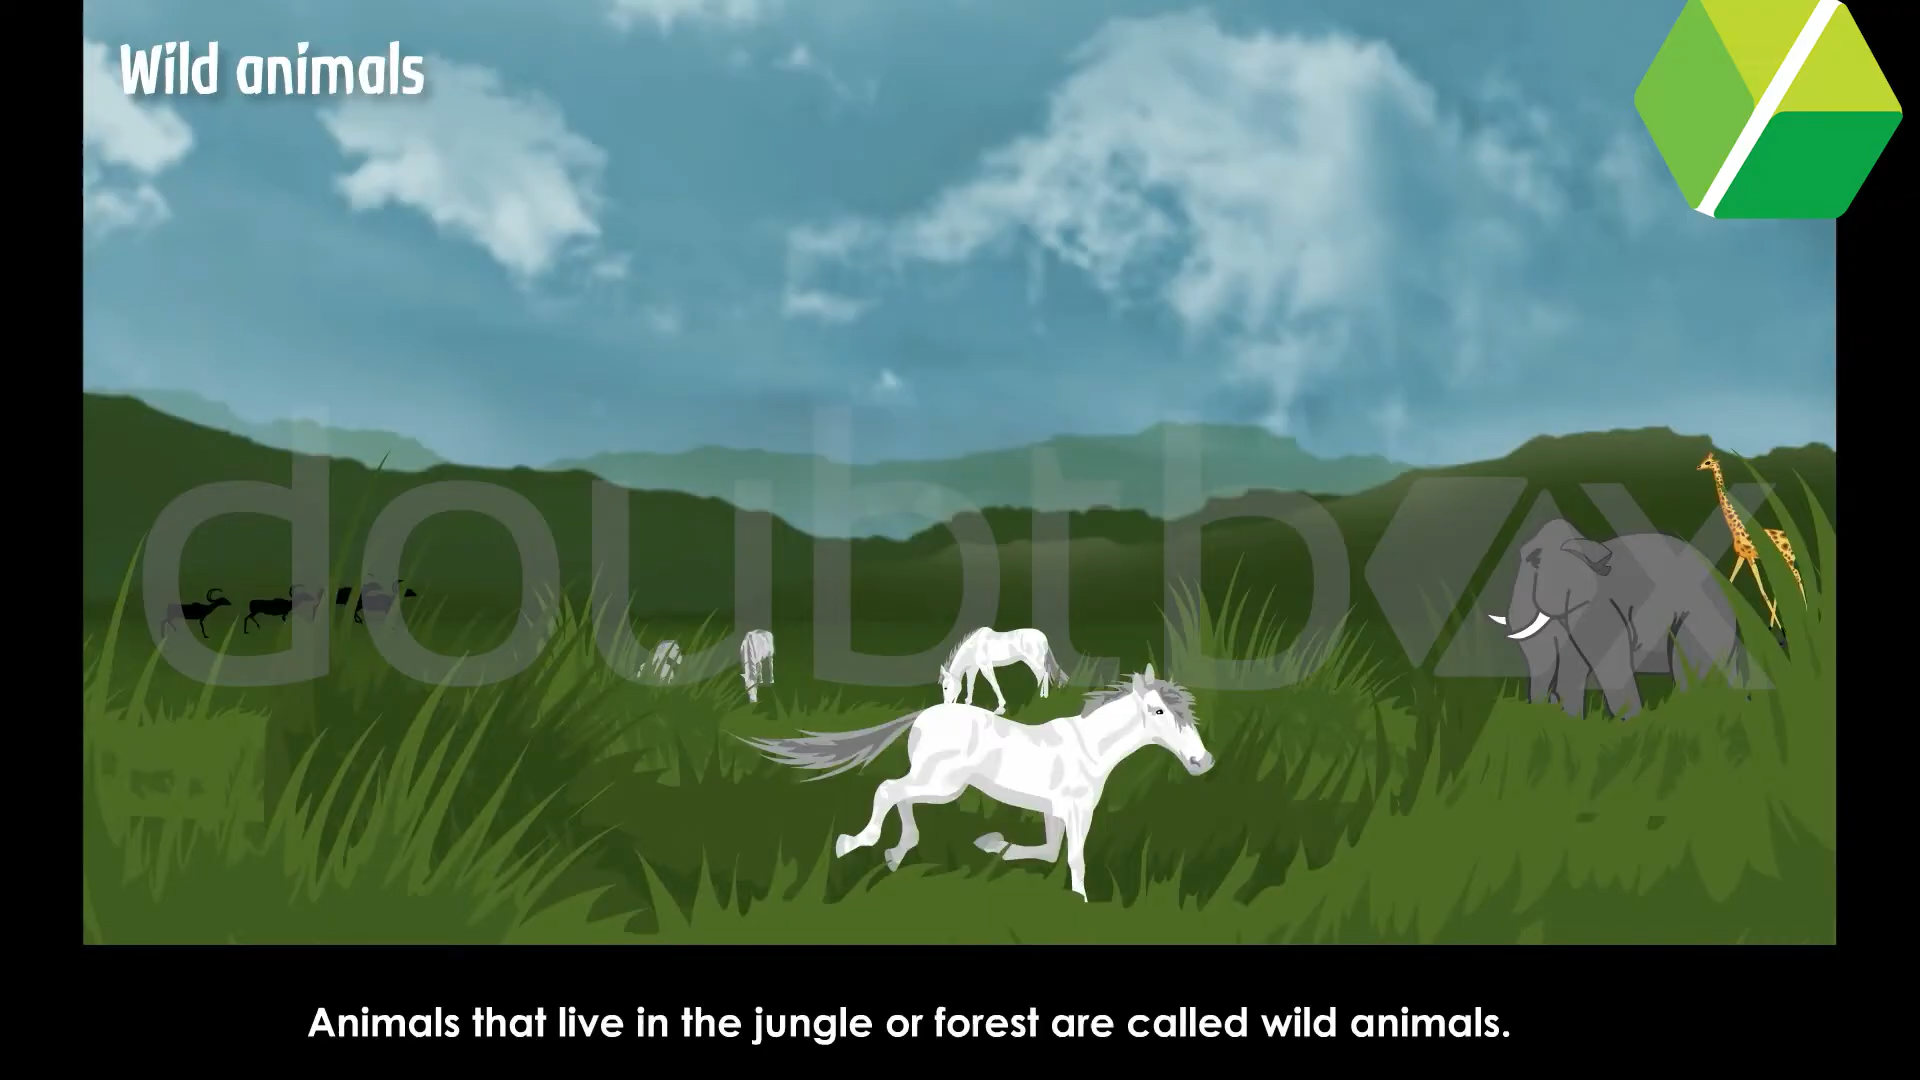 Wild animals
doubtbox
Animals that live in the jungle or forest are called wild animals.